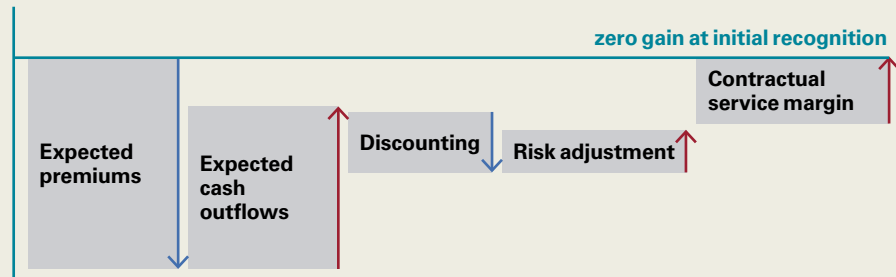 zero gain at initial recognition
Expected
premiums
Expected
cash
outflows
Discounting
Risk adjustment
Contractual
service margin